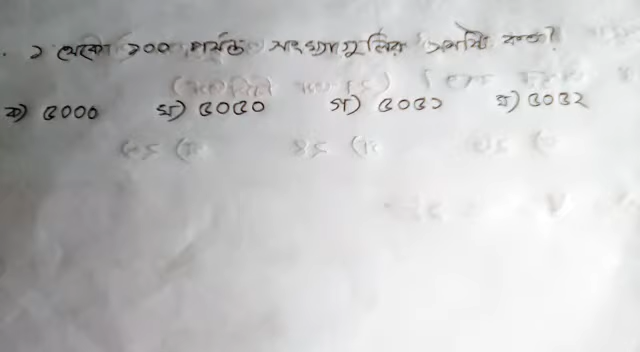 ১ থেকে ১০০ পর্যন্ত সংখ্যাগুলির সমষ্টি কত?
ক) ৫০০০ খ) ৫০৫০ গ) ৫০৫১ ঘ) ৫০৫২